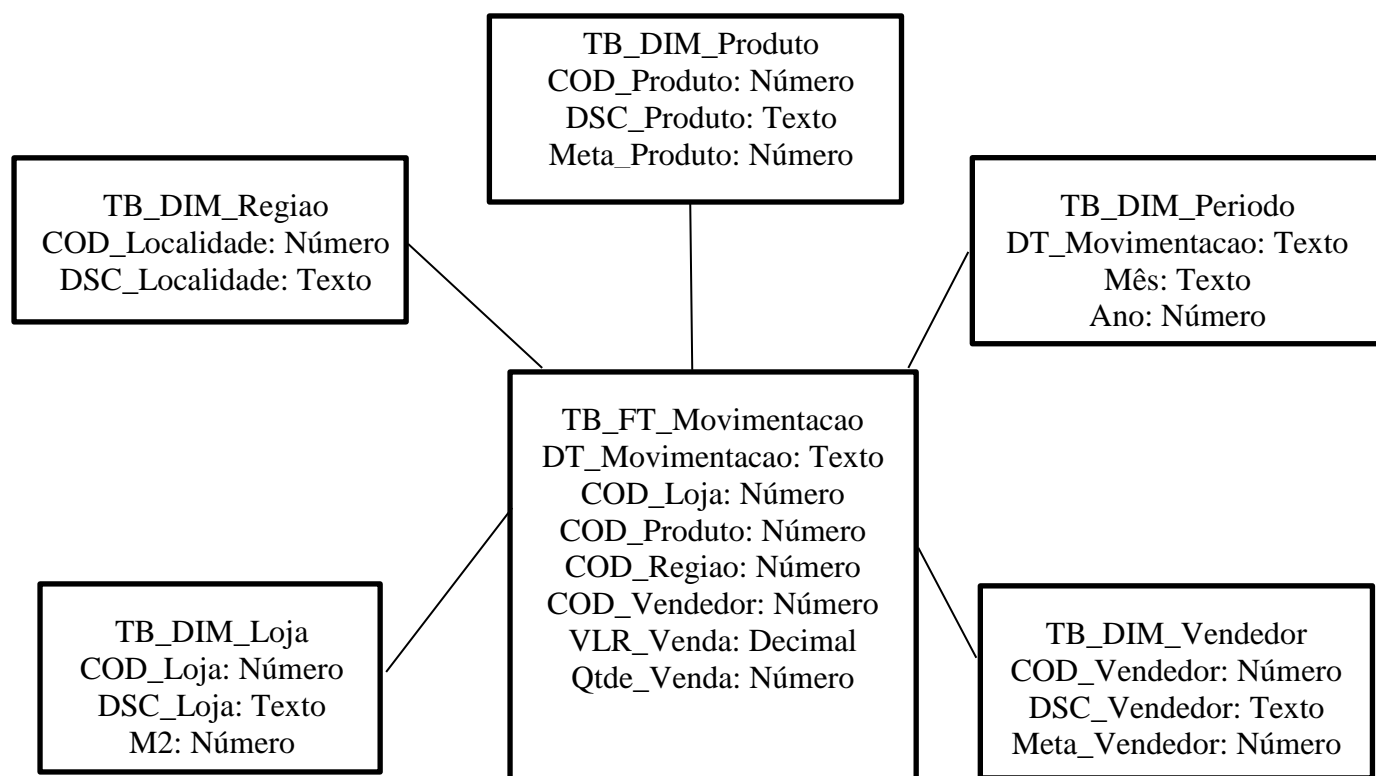 TB_DIM_Produto
COD_Produto: Número
DSC_Produto: Texto
Meta_Produto: Número
TB_DIM_Regiao
COD_Localidade: Número
DSC_Localidade: Texto
TB_DIM_Periodo
DT_Movimentacao: Texto
Mês: Texto
Ano: Número
TB_FT_Movimentacao
DT_Movimentacao: Texto
COD_Loja: Número
COD_Produto: Número
COD_Regiao: Número
COD_Vendedor: Número
VLR_Venda: Decimal
Qtde_Venda: Número
TB_DIM_Loja
COD_Loja: Número
DSC_Loja: Texto
M2: Número
TB_DIM_Vendedor
COD_Vendedor: Número
DSC_Vendedor: Texto
Meta_Vendedor: Número